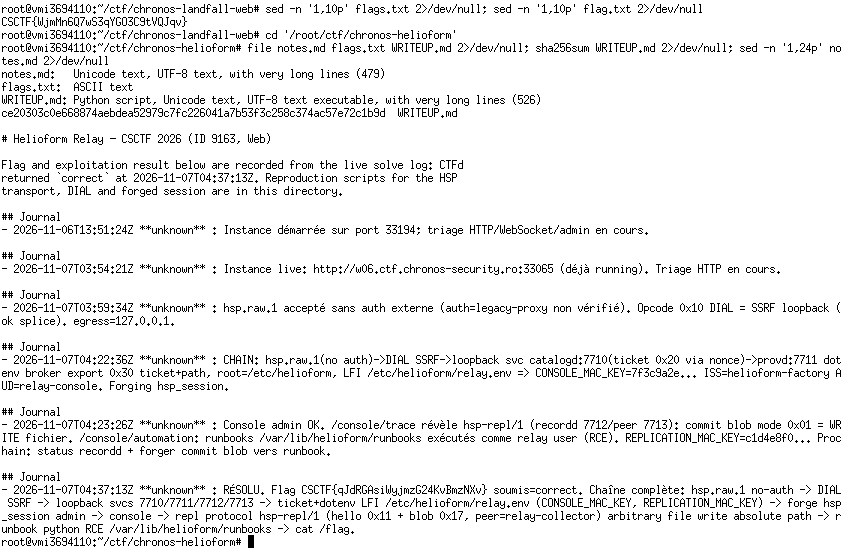 root@vmi3694110:~/ctf/chronos-landfall-web# sed -n '1,10p' flags.txt 2>/dev/null; sed -n '1,10p' flag.txt 2>/dev/null
CSCTF{WjmMn6Q7wS3qYGO3C9tVQJqv}
root@vmi3694110:~/ctf/chronos-landfall-web# cd '/root/ctf/chronos-helioform'
root@vmi3694110:~/ctf/chronos-helioform# file notes.md flags.txt WRITEUP.md 2>/dev/null; sha256sum WRITEUP.md 2>/dev/null; sed -n '1,24p' no
tes.md 2>/dev/null
notes.md:   Unicode text, UTF-8 text, with very long lines (479)
flags.txt:  ASCII text
WRITEUP.md: Python script, Unicode text, UTF-8 text executable, with very long lines (526)
ce20303c0e668874aebdea52979c7fc226041a7b53f3c258c374ac57e72c1b9d  WRITEUP.md

# Helioform Relay — CSCTF 2026 (ID 9163, Web)

Flag and exploitation result below are recorded from the live solve log: CTFd
returned `correct` at 2026-11-07T04:37:13Z. Reproduction scripts for the HSP
transport, DIAL and forged session are in this directory.

## Journal
- 2026-11-06T13:51:24Z **unknown** : Instance démarrée sur port 33194; triage HTTP/WebSocket/admin en cours.

## Journal
- 2026-11-07T03:54:21Z **unknown** : Instance live: http://w06.ctf.chronos-security.ro:33065 (déjà running). Triage HTTP en cours.

## Journal
- 2026-11-07T03:59:34Z **unknown** : hsp.raw.1 accepté sans auth externe (auth=legacy-proxy non vérifié). Opcode 0x10 DIAL = SSRF loopback (
ok splice). egress=127.0.0.1.

## Journal
- 2026-11-07T04:22:36Z **unknown** : CHAIN: hsp.raw.1(no auth)->DIAL SSRF->loopback svc catalogd:7710(ticket 0x20 via nonce)->provd:7711 dot
env broker export 0x30 ticket+path, root=/etc/helioform, LFI /etc/helioform/relay.env => CONSOLE_MAC_KEY=7f3c9a2e... ISS=helioform-factory A
UD=relay-console. Forging hsp_session.

## Journal
- 2026-11-07T04:23:26Z **unknown** : Console admin OK. /console/trace révèle hsp-repl/1 (recordd 7712/peer 7713): commit blob mode 0x01 = WR
ITE fichier. /console/automation: runbooks /var/lib/helioform/runbooks exécutés comme relay user (RCE). REPLICATION_MAC_KEY=c1d4e8f0... Proc
hain: status recordd + forger commit blob vers runbook.

## Journal
- 2026-11-07T04:37:13Z **unknown** : RÉSOLU. Flag CSCTF{qJdRGAsiWyjmzG24KvBmzNXv} soumis=correct. Chaîne complète: hsp.raw.1 no-auth -> DIAL
 SSRF -> loopback svcs 7710/7711/7712/7713 -> ticket+dotenv LFI /etc/helioform/relay.env (CONSOLE_MAC_KEY, REPLICATION_MAC_KEY) -> forge hsp
_session admin -> console -> repl protocol hsp-repl/1 (hello 0x11 + blob 0x17, peer=relay-collector) arbitrary file write absolute path -> r
unbook python RCE /var/lib/helioform/runbooks -> cat /flag.
root@vmi3694110:~/ctf/chronos-helioform#